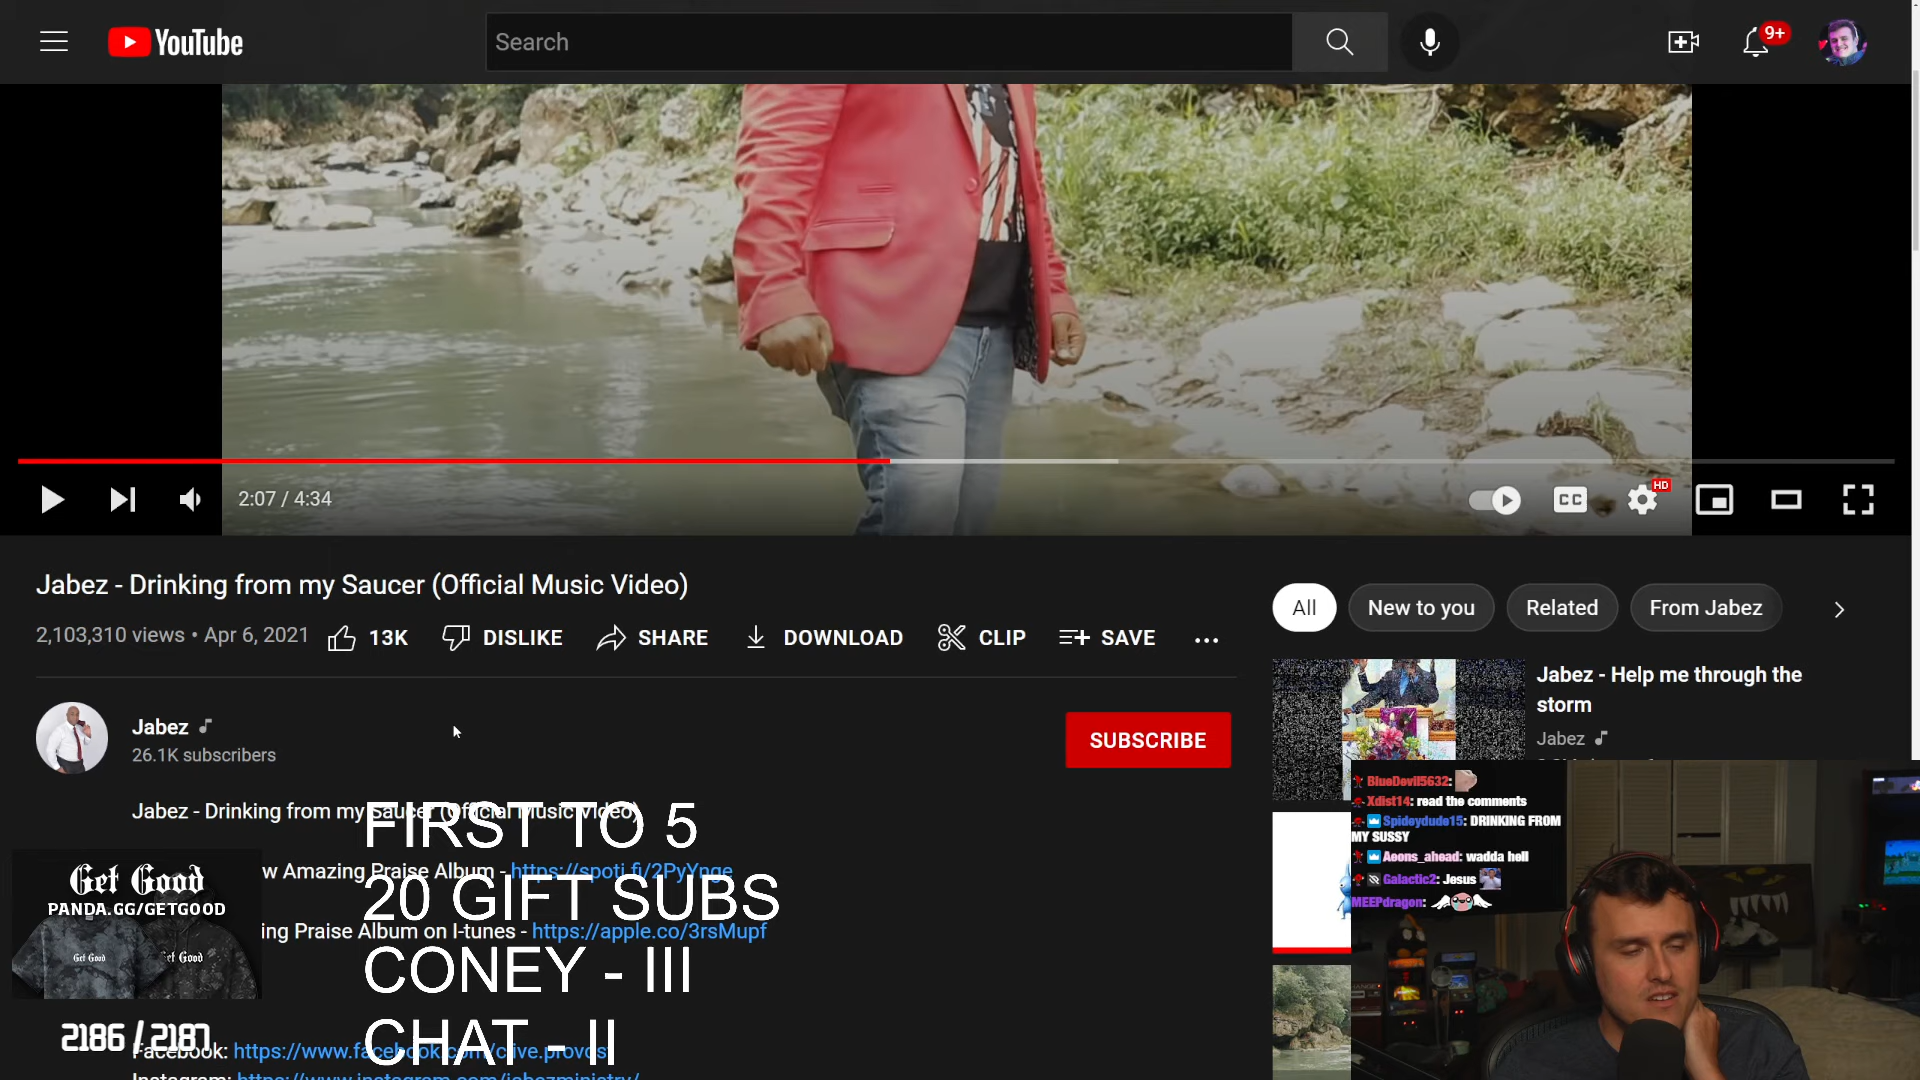 YouTube
Search
9+
2:07 / 4:34
CC
HD
Jabez - Drinking from my Saucer (Official Music Video)
2,103,310 views • Apr 6, 2021
13K
DISLIKE
SHARE
DOWNLOAD
CLIP
SAVE
...
All
New to you
Related
From Jabez
Jabez
26.1K subscribers
SUBSCRIBE
Jabez - Help me through the
storm
Jabez
Jabez - Drinking from my Saucer (Official Music Video)
w Amazing Praise Album - https://spoti.fi/2PyYnge
ing Praise Album on I-tunes - https://apple.co/3rsMupf
Facebook: https://www.facebook.com/clive.provost
Instagram: https://www.instagram.com/jabezministry/
FIRST TO 5
20 GIFT SUBS
CONEY - III
CHAT - II
Get Good
PANDA.GG/GETGOOD
Get Good
Get Good
2186 / 2187
BlueDevil5632:
Xdist14: read the comments
Spideydude15: DRINKING FROM
MY SUSSY
Aeons_ahead: wadda hell
Galactic2: Jesus
MEEPdragon: